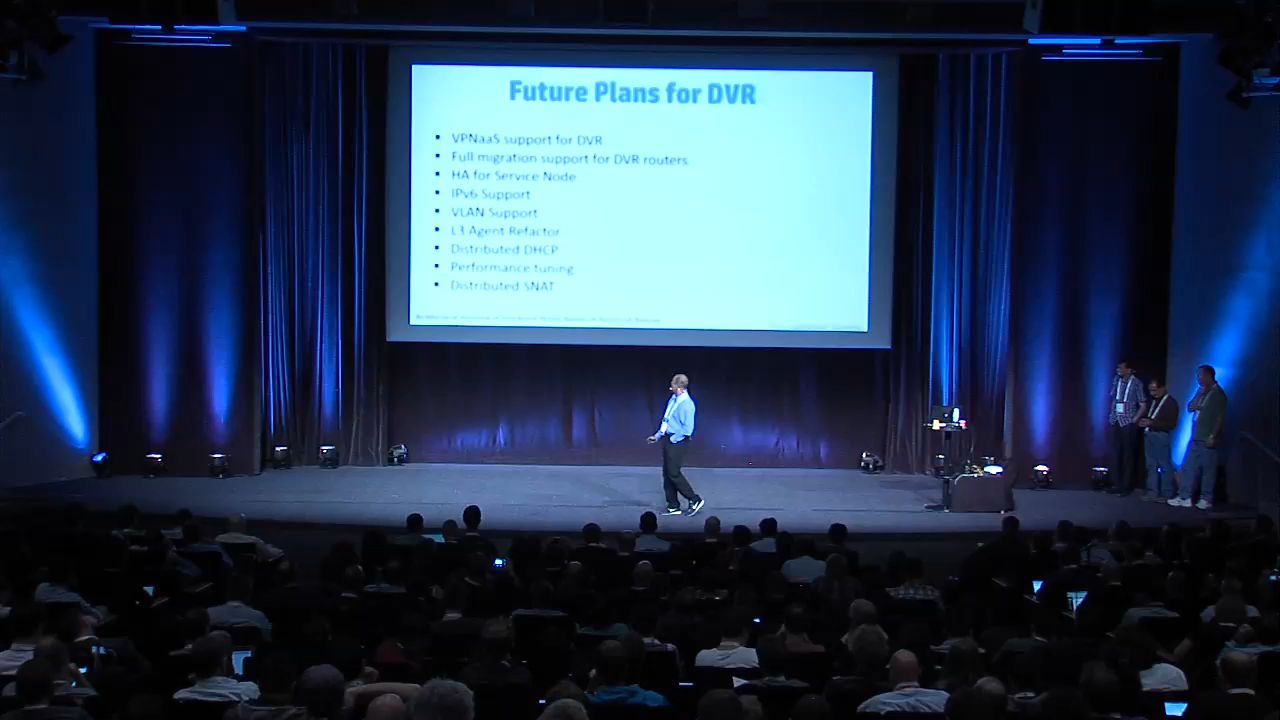 Future Plans for DVR
▪ VPNaaS support for DVR
▪ Full migration support for DVR routers.
▪ HA for Service Node
▪ IPv6 Support
▪ VLAN Support
▪ L3 Agent Refactor
▪ Distributed DHCP
▪ Performance tuning
▪ Distributed SNAT